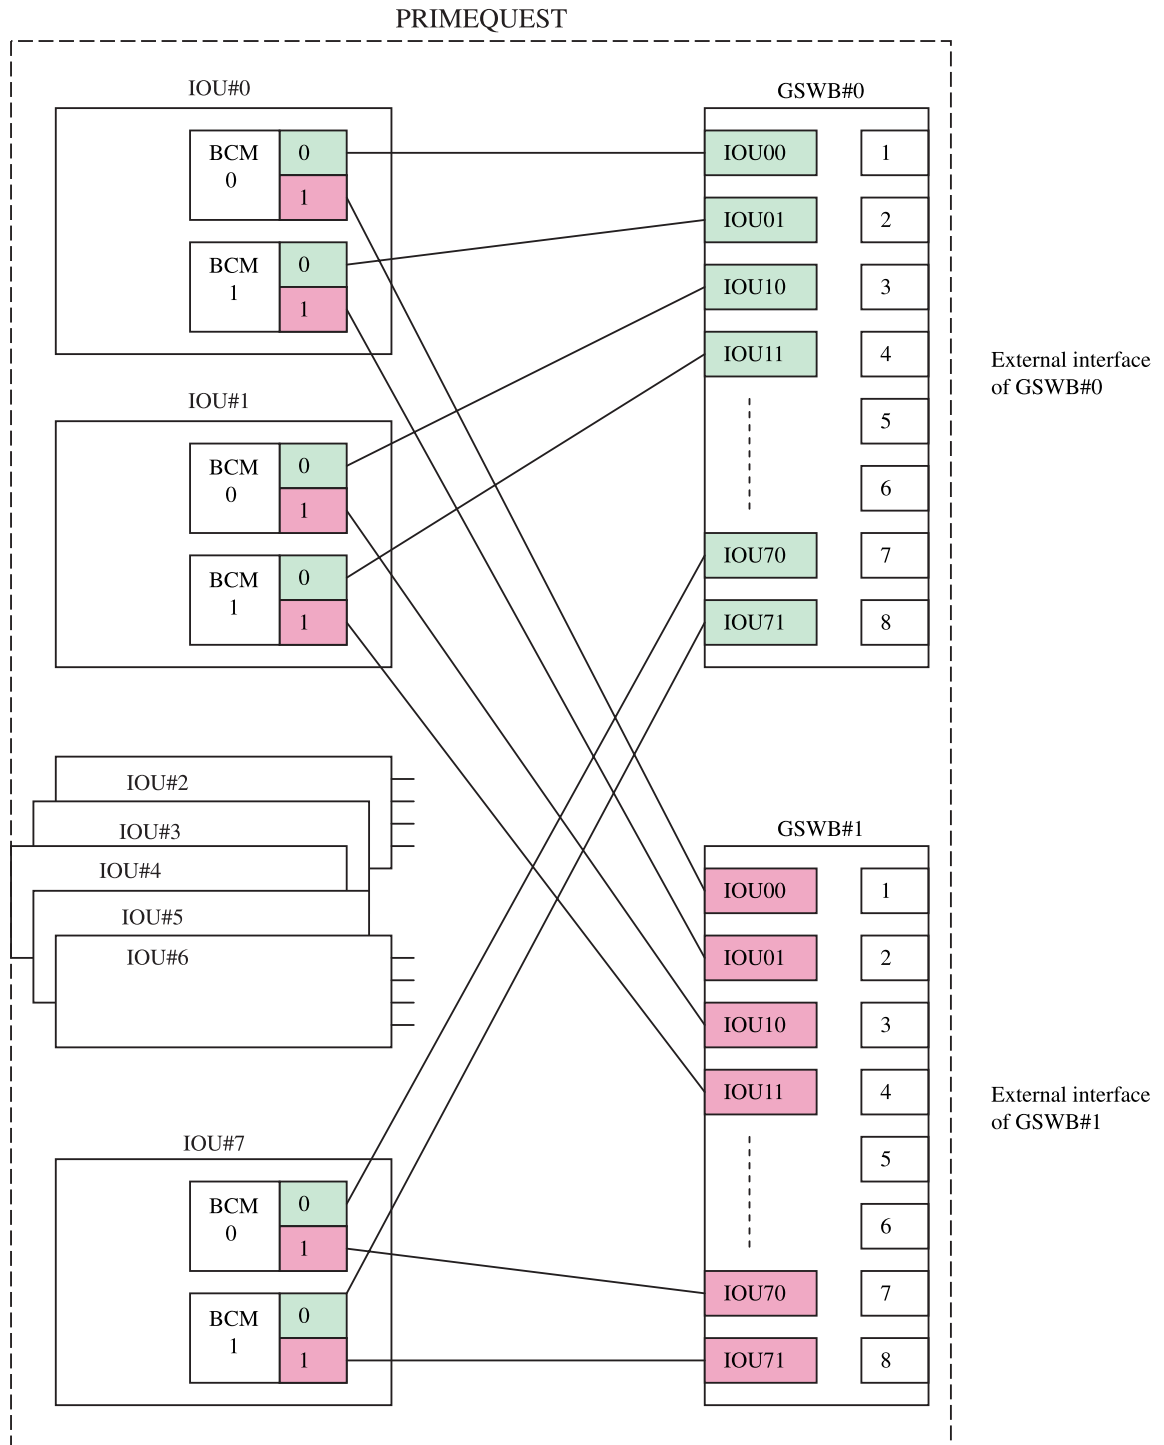 PRIMEQUEST
IOU#0
BCM
0
0
1
BCM
1
0
1
IOU#1
BCM
0
0
1
BCM
1
0
1
IOU#2
IOU#3
IOU#4
IOU#5
IOU#6
IOU#7
BCM
0
0
1
BCM
1
0
1
GSWB#0
IOU00
1
IOU01
2
IOU10
3
IOU11
4
5
6
IOU70
7
IOU71
8
External interface
of GSWB#0
GSWB#1
IOU00
1
IOU01
2
IOU10
3
IOU11
4
5
6
IOU70
7
IOU71
8
External interface
of GSWB#1